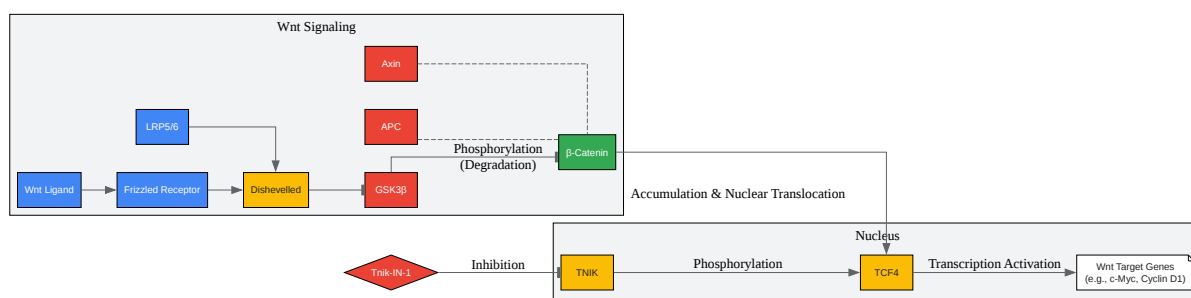 Wnt Signaling
Axin
LRP5/6
APC
Phosphorylation
(Degradation)
β-Catenin
Wnt Ligand
Frizzled Receptor
Dishevelled
GSK3β
Accumulation & Nuclear Translocation
Nucleus
Tnik-IN-1
Inhibition
TNIK
Phosphorylation
TCF4
Transcription Activation
Wnt Target Genes
(e.g., c-Myc, Cyclin D1)